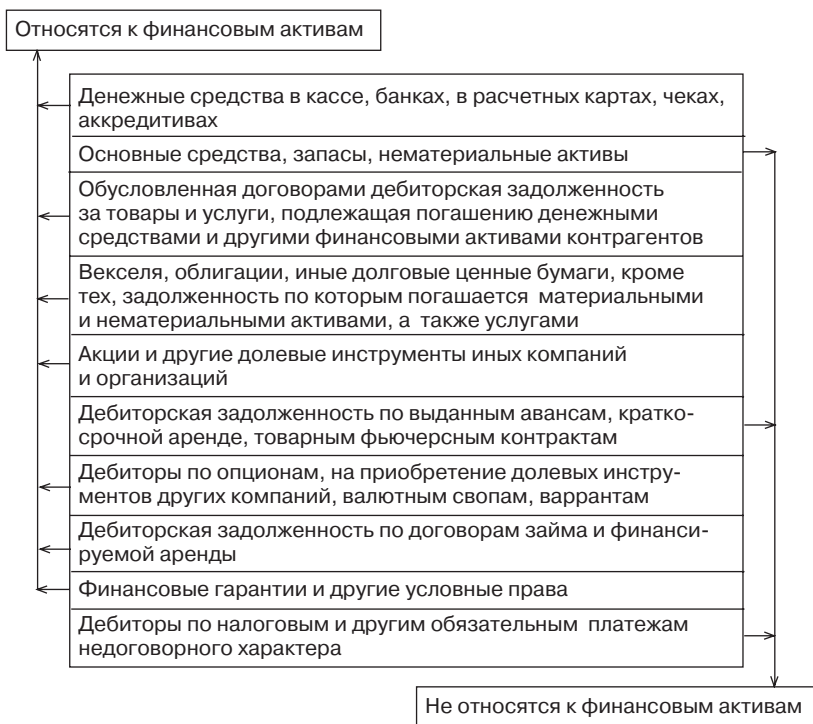 Относятся к финансовым активам
Денежные средства в кассе, банках, в расчетных картах, чеках,
аккредитивах
Основные средства, запасы, нематериальные активы
Обусловленная договорами дебиторская задолженность
за товары и услуги, подлежащая погашению денежными
средствами и другими финансовыми активами контрагентов
Векселя, облигации, иные долговые ценные бумаги, кроме
тех, задолженность по которым погашается материальными
и нематериальными активами, а также услугами
Акции и другие долевые инструменты иных компаний
и организаций
Дебиторская задолженность по выданным авансам, кратко-
срочной аренде, товарным фьючерсным контрактам
Дебиторы по опционам, на приобретение долевых инстру-
ментов других компаний, валютным свопам, варрантам
Дебиторская задолженность по договорам займа и финанси-
руемой аренды
Финансовые гарантии и другие условные права
Дебиторы по налоговым и другим обязательным платежам
недоговорного характера
Не относятся к финансовым активам